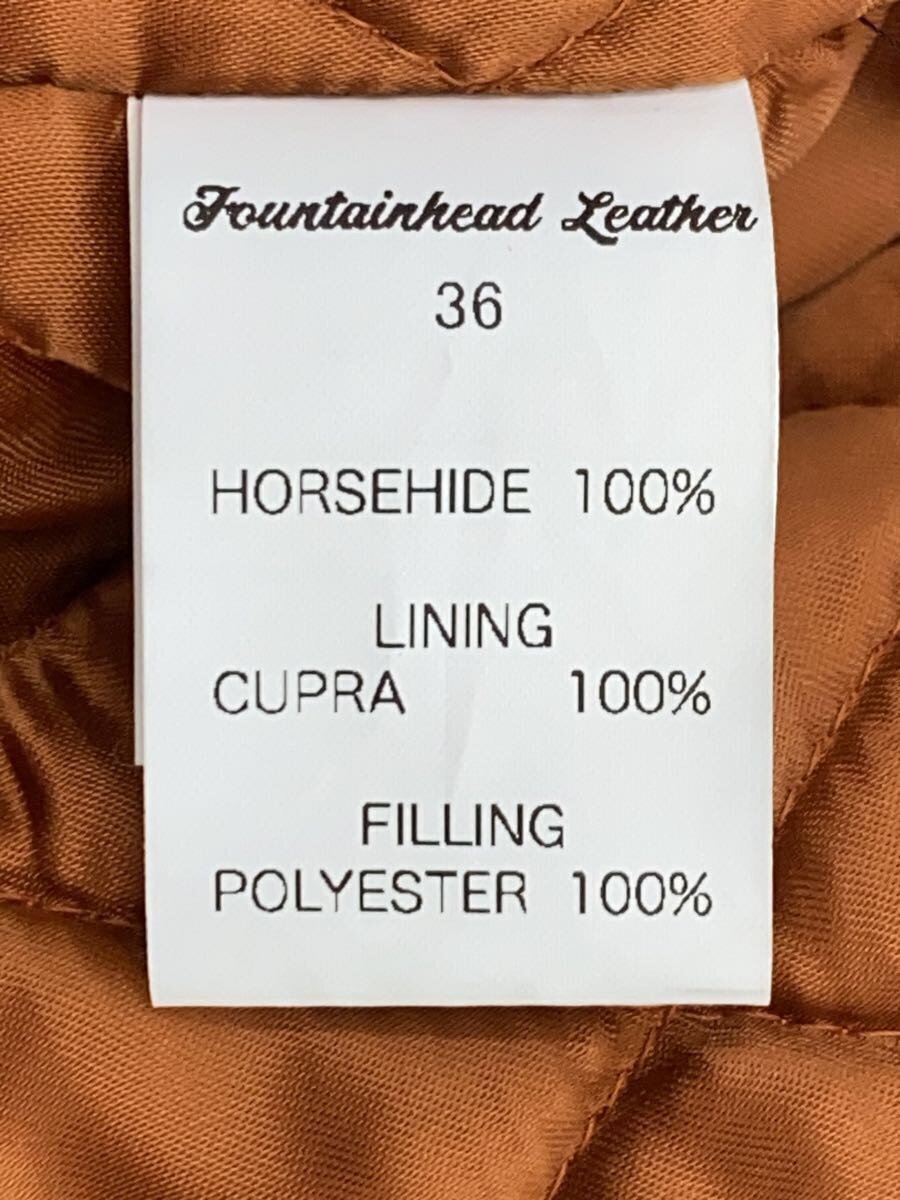 Fountainhead Leather
36
HORSEHIDE 100%
LINING
CUPRA 100%
FILLING
POLYESTER 100%